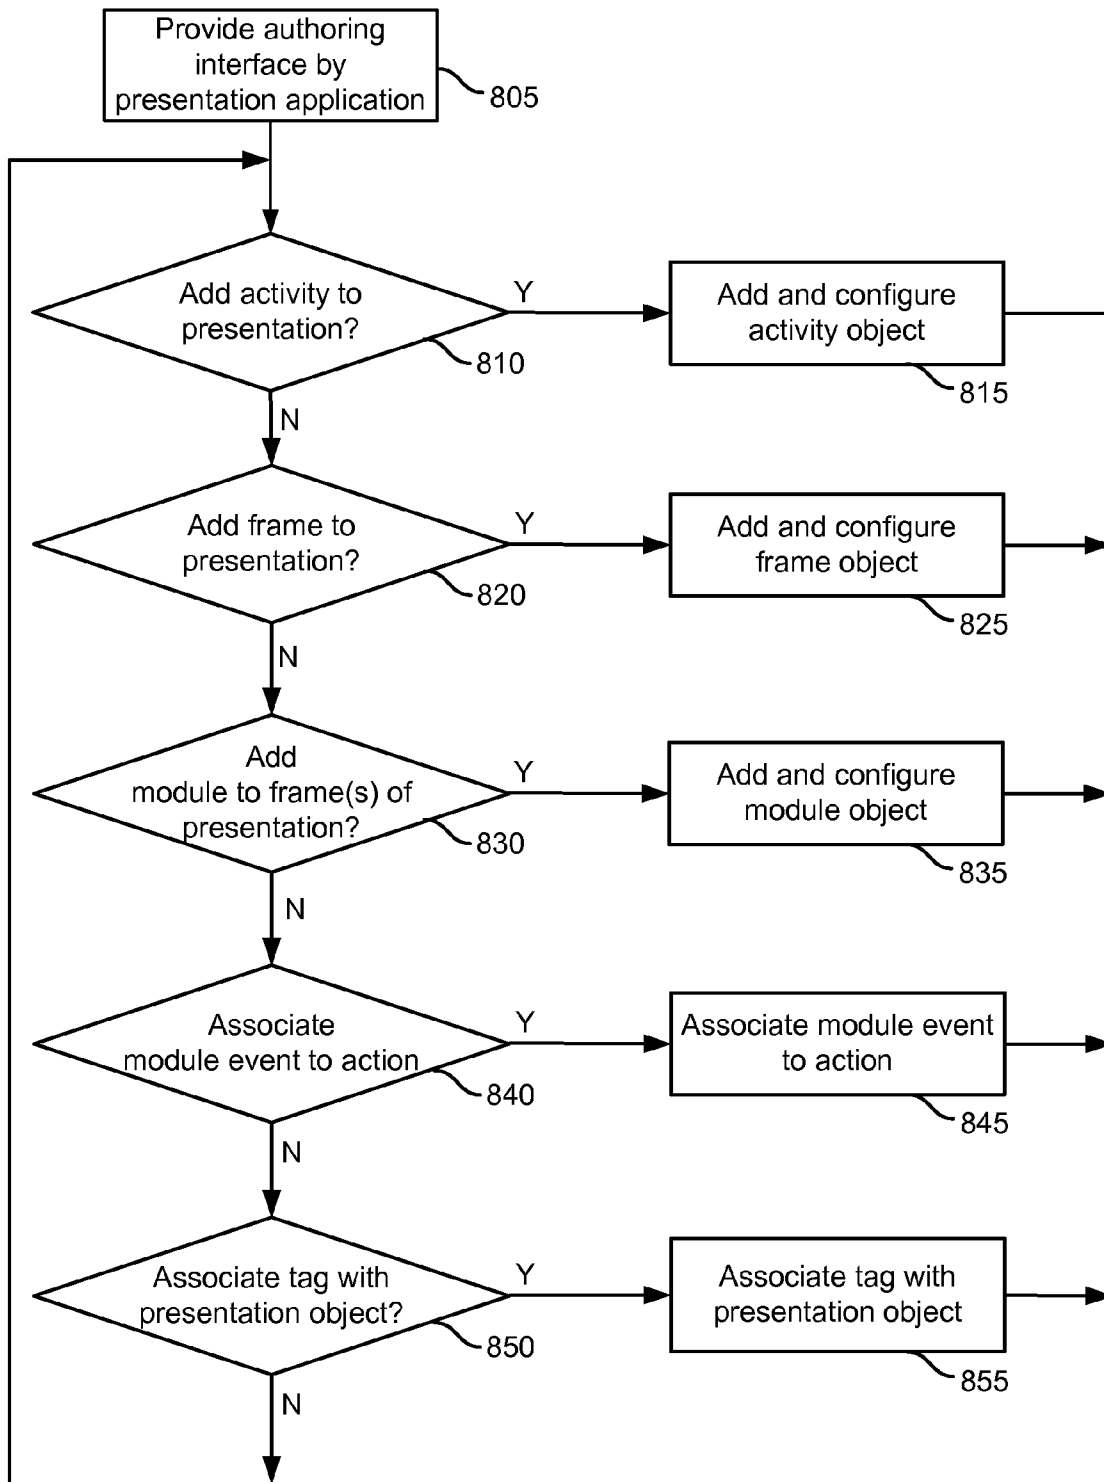 Provide authoring
interface by
presentation application
805
Add activity to
presentation?
Y
810
N
Add and configure
activity object
815
Add frame to
presentation?
Y
820
N
Add and configure
frame object
825
Add
module to frame(s) of
presentation?
Y
830
N
Add and configure
module object
835
Associate
module event to action
Y
840
N
Associate module event
to action
845
Associate tag with
presentation object?
Y
850
N
Associate tag with
presentation object
855